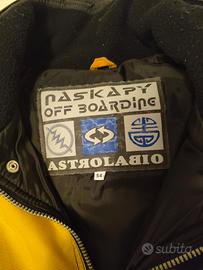 NASKAPY
OFF BOARDING
ASTROLABIO
54
subito